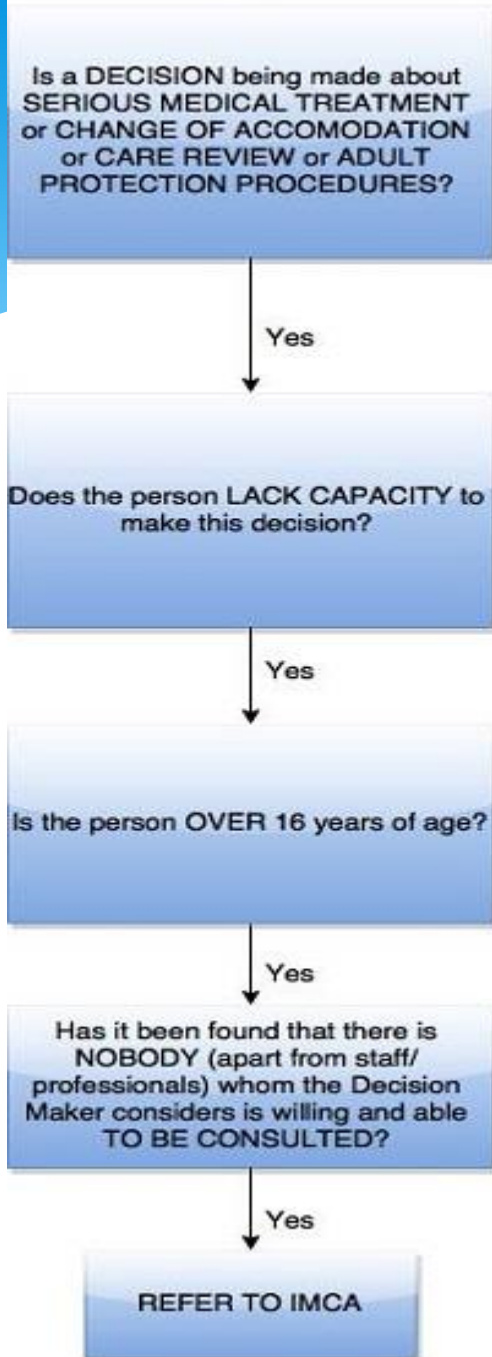 Is a DECISION being made about
SERIOUS MEDICAL TREATMENT
or CHANGE OF ACCOMODATION
or CARE REVIEW or ADULT
PROTECTION PROCEDURES?
Yes
Does the person LACK CAPACITY to
make this decision?
Yes
Is the person OVER 16 years of age?
Yes
Has it been found that there is
NOBODY (apart from staff/
professionals) whom the Decision
Maker considers is willing and able
TO BE CONSULTED?
Yes
REFER TO IMCA